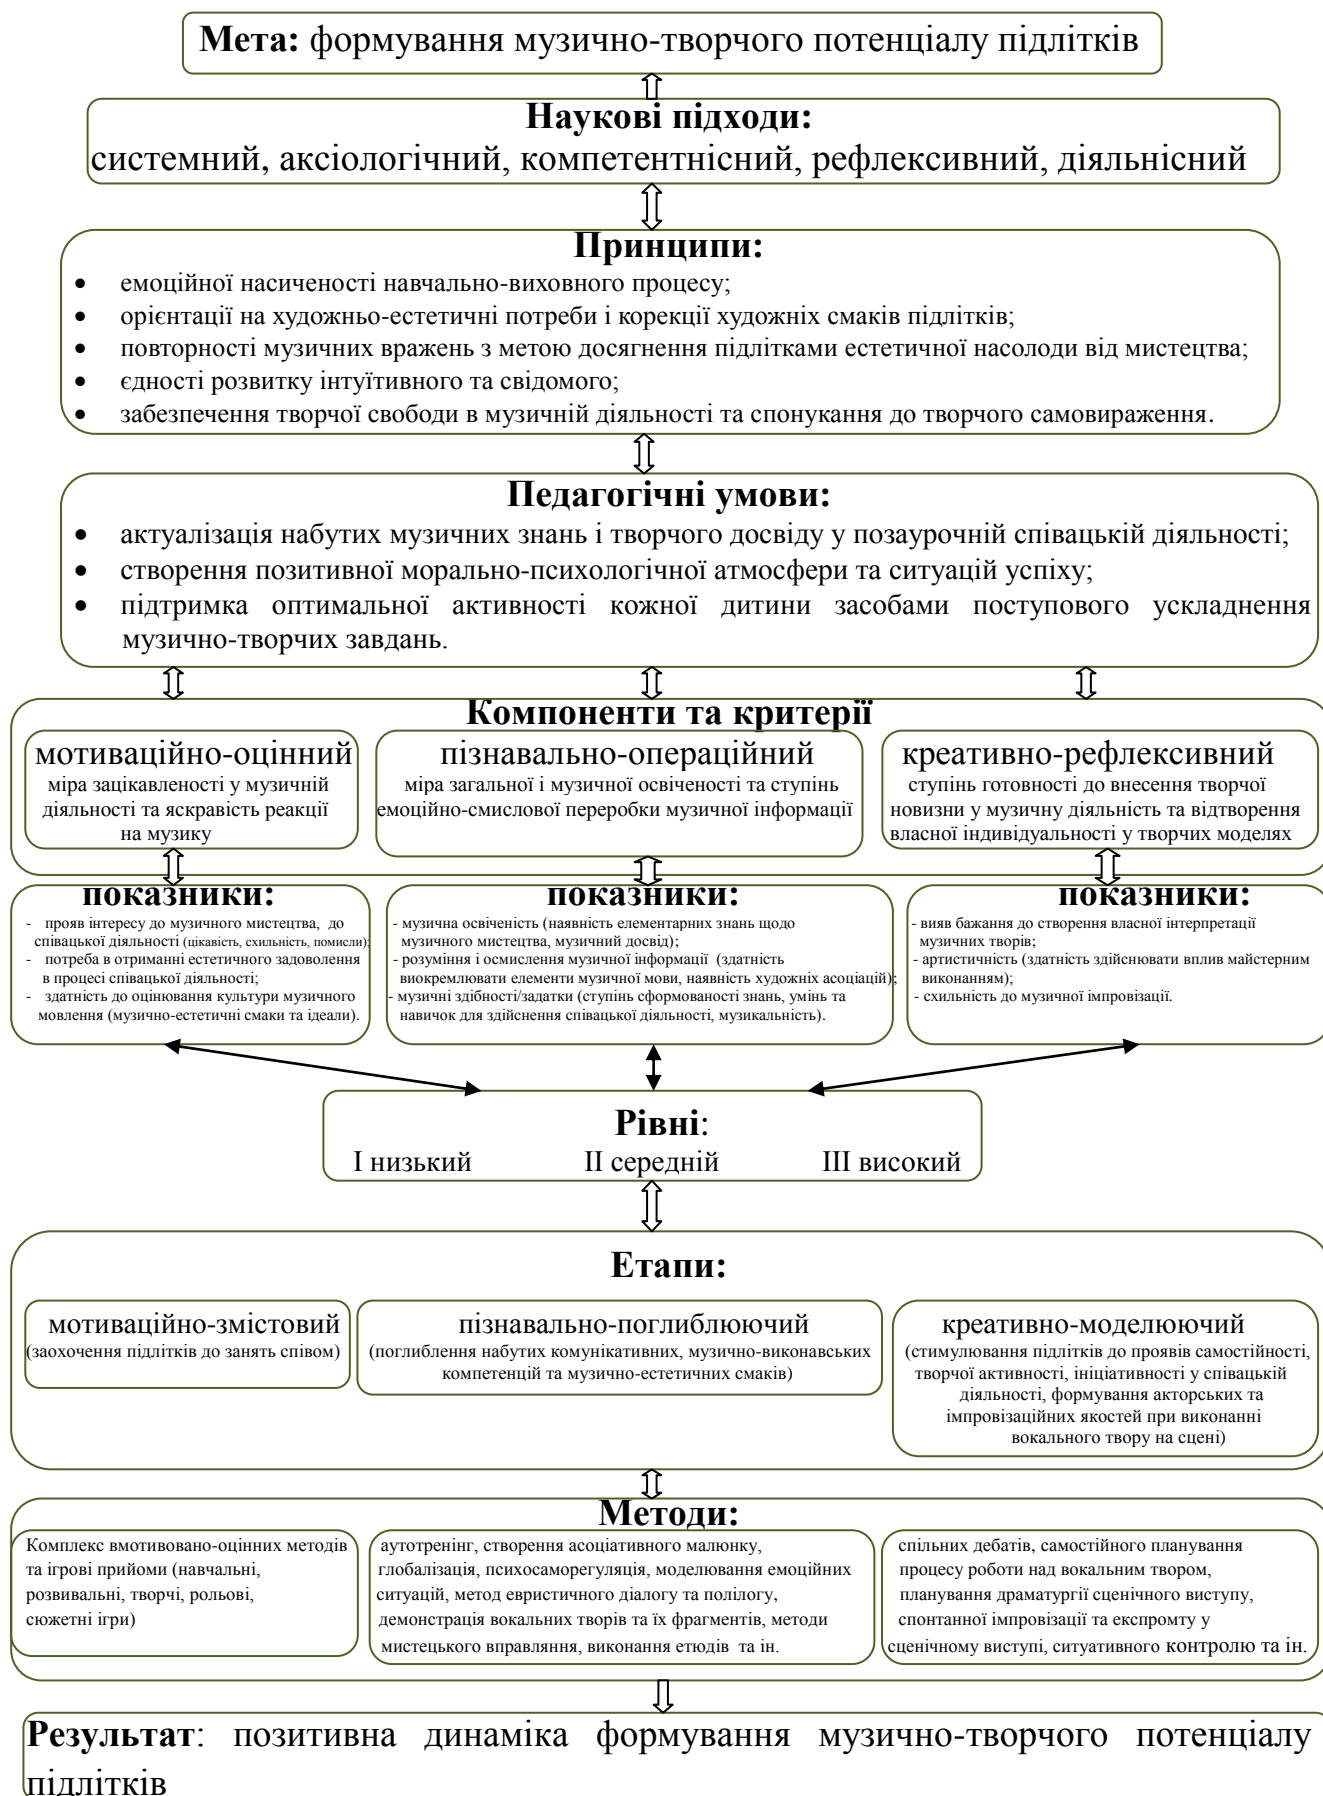 Мета: формування музично-творчого потенціалу підлітків
Наукові підходи:
системний, аксіологічний, компетентнісний, рефлексивний, діяльнісний
Принципи:
• емоційної насиченості навчально-виховного процесу;
• орієнтації на художньо-естетичні потреби і корекції художніх смаків підлітків;
• повторності музичних вражень з метою досягнення підлітками естетичної насолоди від мистецтва;
• єдності розвитку інтуїтивного та свідомого;
• забезпечення творчої свободи в музичній діяльності та спонукання до творчого самовираження.
Педагогічні умови:
• актуалізація набутих музичних знань і творчого досвіду у позаурочній співацькій діяльності;
• створення позитивної морально-психологічної атмосфери та ситуацій успіху;
• підтримка оптимальної активності кожної дитини засобами поступового ускладнення
музично-творчих завдань.
Компоненти та критерії
мотиваційно-оцінний
міра зацікавленості у музичній
діяльності та яскравість реакції
на музику
пізнавально-операційний
міра загальної і музичної освіченості та ступінь
емоційно-смислової переробки музичної інформації
креативно-рефлексивний
ступінь готовності до внесення творчої
новизни у музичну діяльність та відтворення
власної індивідуальності у творчих моделях
показники:
- прояв інтересу до музичного мистецтва, до
співацької діяльності (цікавість, схильність, помисли);
- потреба в отриманні естетичного задоволення
в процесі співацької діяльності;
- здатність до оцінювання культури музичного
мовлення (музично-естетичні смаки та ідеали).
показники:
- музична освіченість (наявність елементарних знань щодо
музичного мистецтва, музичний досвід);
- розуміння і осмислення музичної інформації (здатність
виокремлювати елементи музичної мови, наявність художніх асоціацій);
- музичні здібності/задатки (ступінь сформованості знань, умінь та
навичок для здійснення співацької діяльності, музикальність).
показники:
- вияв бажання до створення власної інтерпретації
музичних творів;
- артистичність (здатність здійснювати вплив майстерним
виконанням);
- схильність до музичної імпровізації.
Рівні:
І низький ІІ середній ІІІ високий
Етапи:
мотиваційно-змістовий
(заохочення підлітків до занять співом)
пізнавально-поглиблюючий
(поглиблення набутих комунікативних, музично-виконавських
компетенцій та музично-естетичних смаків)
креативно-моделюючий
(стимулювання підлітків до проявів самостійності,
творчої активності, ініціативності у співацькій
діяльності, формування акторських та
імпровізаційних якостей при виконанні
вокального твору на сцені)
Методи:
Комплекс вмотивовано-оцінних методів
та ігрові прийоми (навчальні,
розвивальні, творчі, рольові,
сюжетні ігри)
аутотренінг, створення асоціативного малюнку,
глобалізація, психосаморегуляція, моделювання емоційних
ситуацій, метод евристичного діалогу та полілогу,
демонстрація вокальних творів та їх фрагментів, методи
мистецького вправляння, виконання етюдів та ін.
спільних дебатів, самостійного планування
процесу роботи над вокальним твором,
планування драматургії сценічного виступу,
спонтанної імпровізації та експромту у
сценічному виступі, ситуативного контролю та ін.
Результат: позитивна динаміка формування музично-творчого потенціалу
підлітків